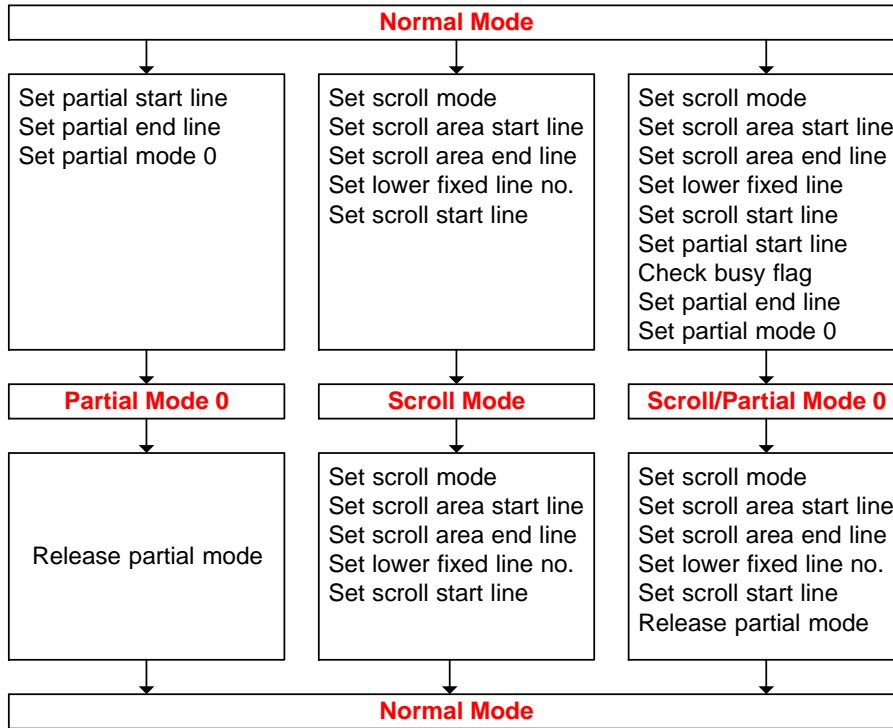 Normal Mode
Set partial start line
Set partial end line
Set partial mode 0
Set scroll mode
Set scroll area start line
Set scroll area end line
Set lower fixed line no.
Set scroll start line
Set scroll mode
Set scroll area start line
Set scroll area end line
Set lower fixed line
Set scroll start line
Set partial start line
Check busy flag
Set partial end line
Set partial mode 0
Partial Mode 0
Scroll Mode
Scroll/Partial Mode 0
Release partial mode
Set scroll mode
Set scroll area start line
Set scroll area end line
Set lower fixed line no.
Set scroll start line
Set scroll mode
Set scroll area start line
Set scroll area end line
Set lower fixed line no.
Set scroll start line
Release partial mode
Normal Mode